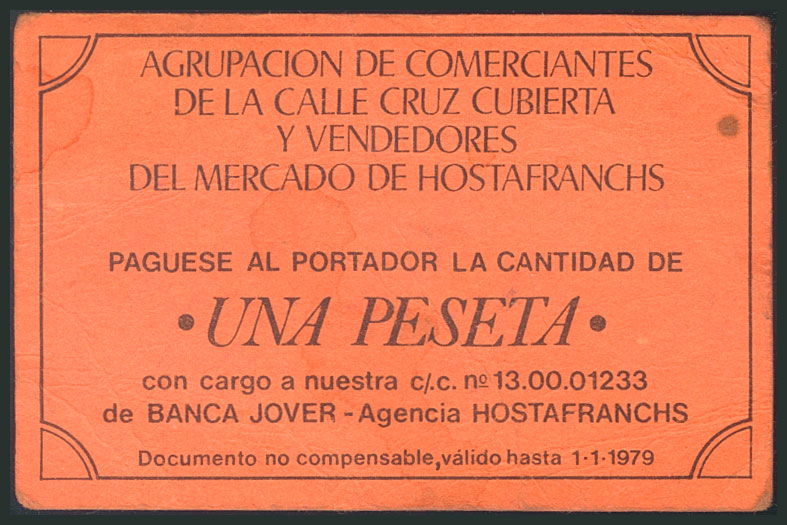 AGRUPACION DE COMERCIANTES
DE LA CALLE CRUZ CUBIERTA
Y VENDEDORES
DEL MERCADO DE HOSTAFRANCHS
PAGUESE AL PORTADOR LA CANTIDAD DE
• UNA PESETA •
con cargo a nuestra c/.c. nº 13.00.01233
de BANCA JOVER - Agencia HOSTAFRANCHS
Documento no compensable, válido hasta 1·1·1979